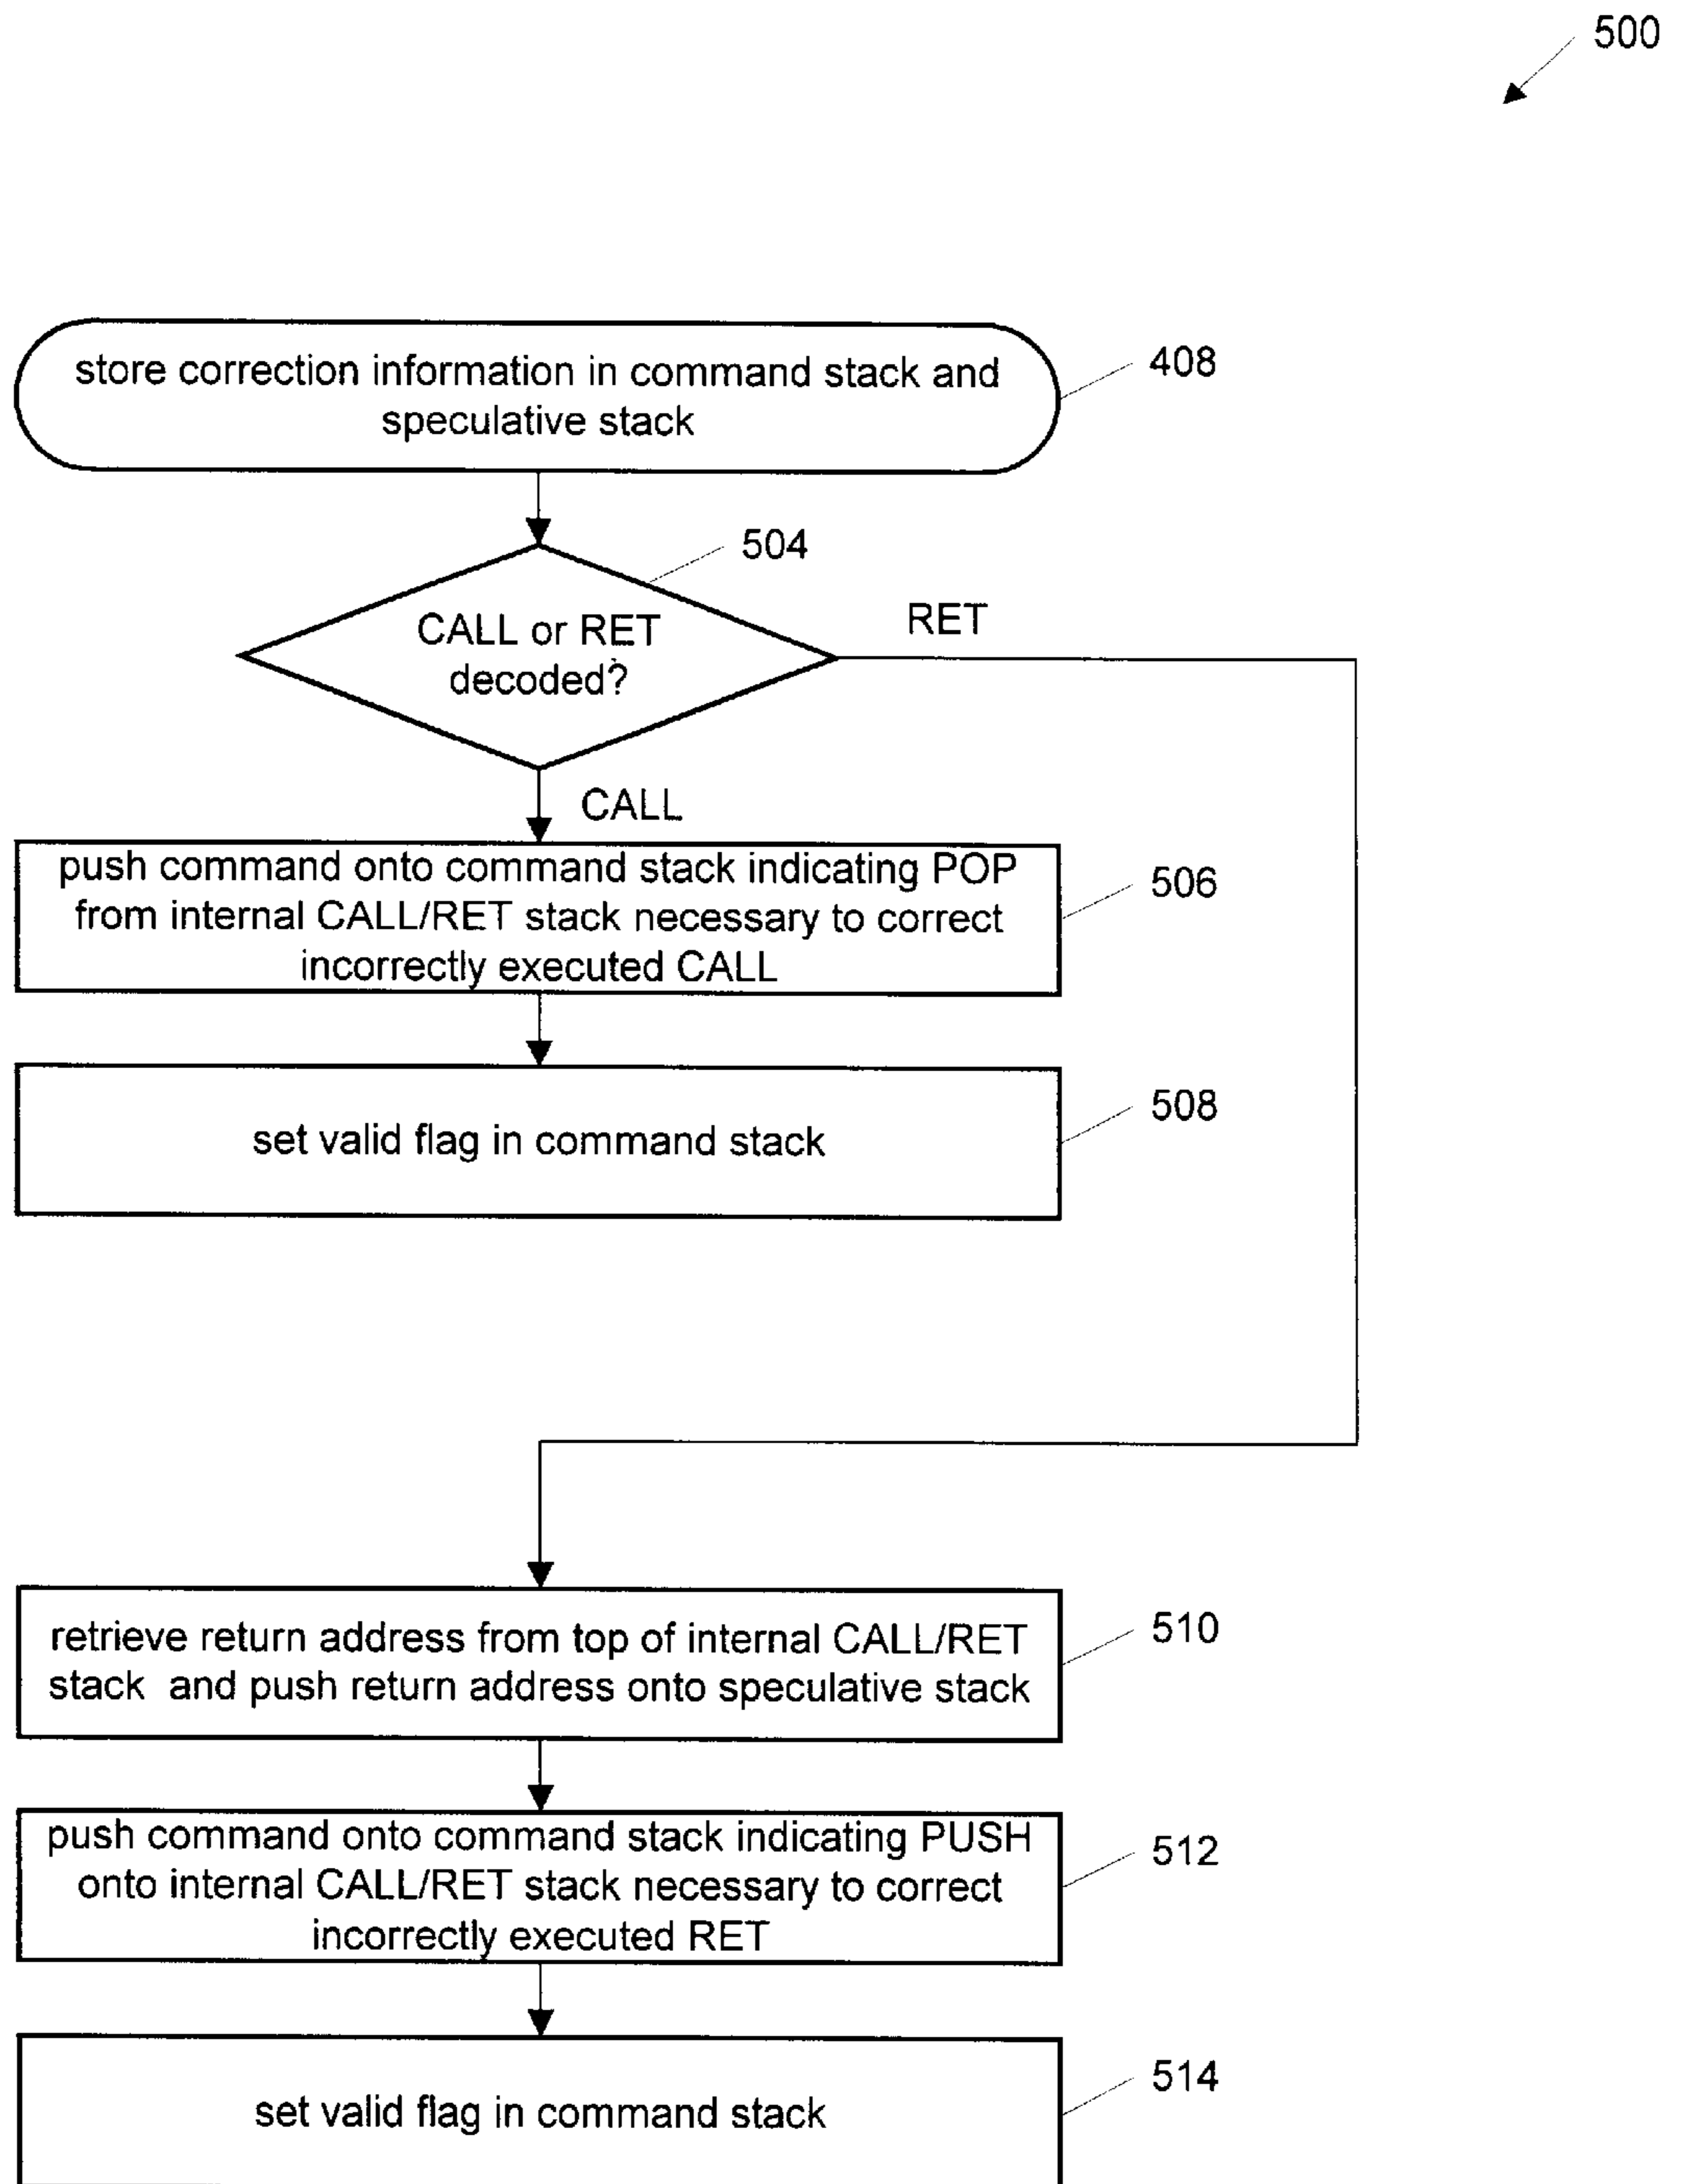 500
store correction information in command stack and
speculative stack
408
504
CALL or RET
decoded?
RET
CALL
push command onto command stack indicating POP
from internal CALL/RET stack necessary to correct
incorrectly executed CALL
506
set valid flag in command stack
508
retrieve return address from top of internal CALL/RET
stack and push return address onto speculative stack
510
push command onto command stack indicating PUSH
onto internal CALL/RET stack necessary to correct
incorrectly executed RET
512
set valid flag in command stack
514